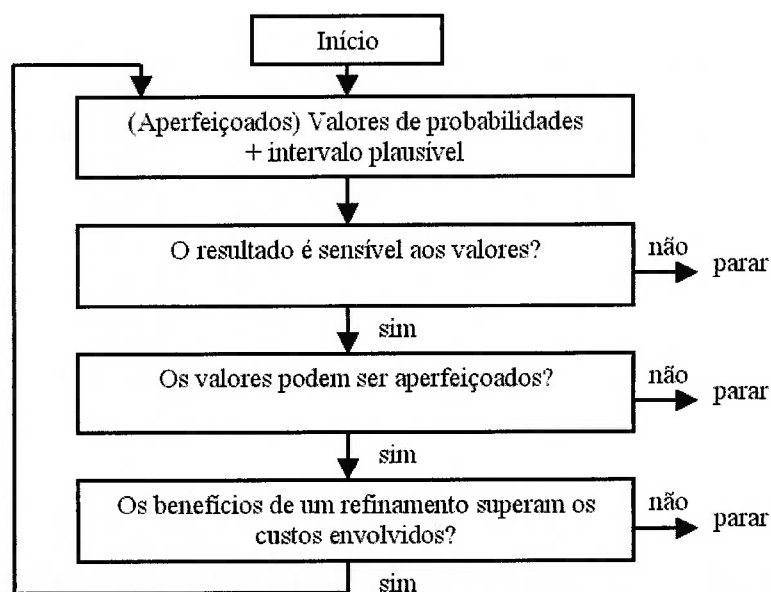 Início
(Aperfeiçoados) Valores de probabilidades
+ intervalo plausível
O resultado é sensível aos valores?
não
parar
sim
Os valores podem ser aperfeiçoados?
não
parar
sim
Os benefícios de um refinamento superam os
custos envolvidos?
não
parar
sim